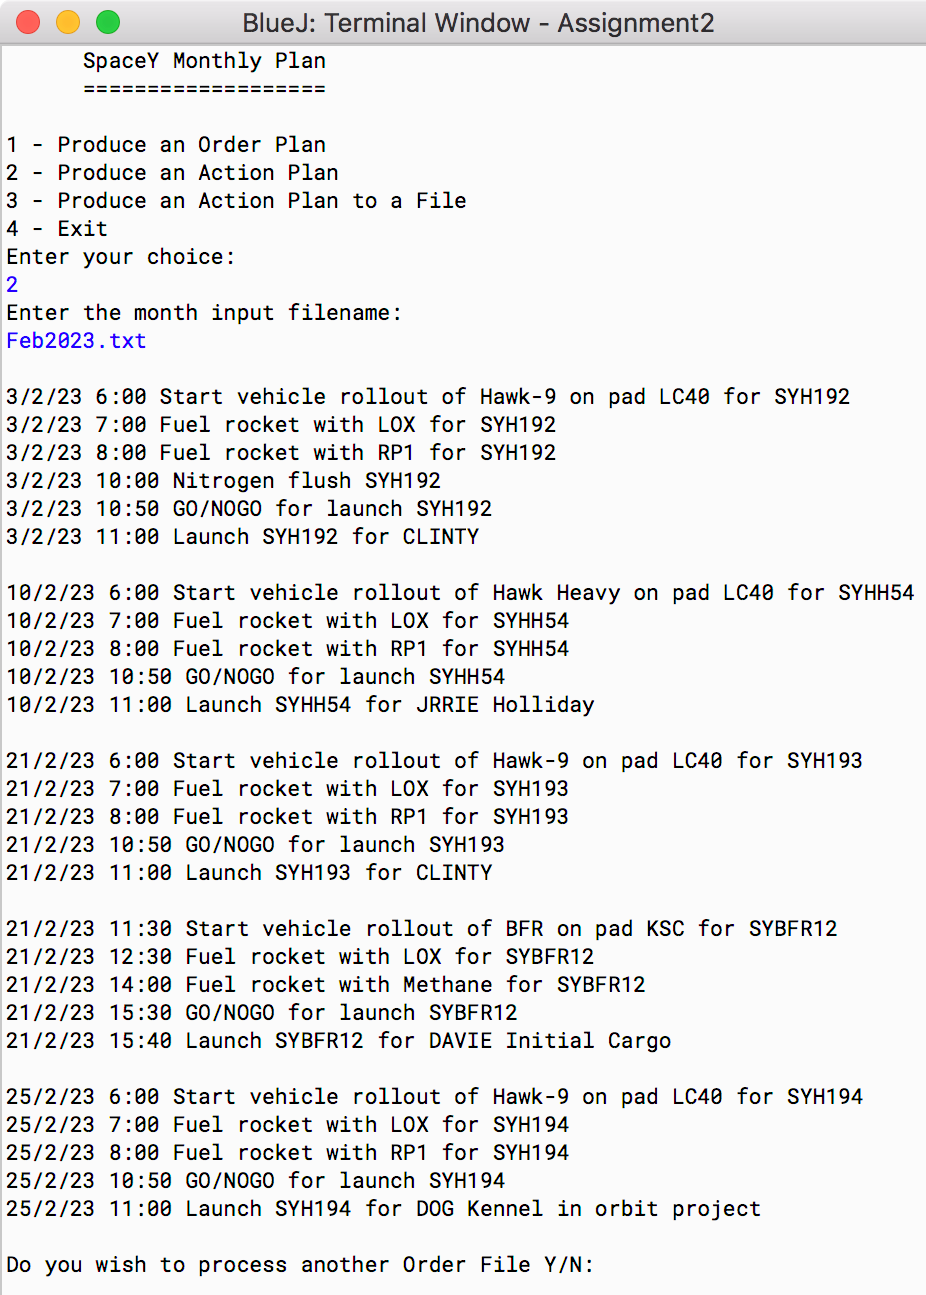 BlueJ: Terminal Window - Assignment2
SpaceY Monthly Plan
===================
1 - Produce an Order Plan
2 - Produce an Action Plan
3 - Produce an Action Plan to a File
4 - Exit
Enter your choice:
2
Enter the month input filename:
Feb2023.txt
3/2/23 6:00 Start vehicle rollout of Hawk-9 on pad LC40 for SYH192
3/2/23 7:00 Fuel rocket with LOX for SYH192
3/2/23 8:00 Fuel rocket with RP1 for SYH192
3/2/23 10:00 Nitrogen flush SYH192
3/2/23 10:50 GO/NOGO for launch SYH192
3/2/23 11:00 Launch SYH192 for CLINTY
10/2/23 6:00 Start vehicle rollout of Hawk Heavy on pad LC40 for SYHH54
10/2/23 7:00 Fuel rocket with LOX for SYHH54
10/2/23 8:00 Fuel rocket with RP1 for SYHH54
10/2/23 10:50 GO/NOGO for launch SYHH54
10/2/23 11:00 Launch SYHH54 for JRRIE Holliday
21/2/23 6:00 Start vehicle rollout of Hawk-9 on pad LC40 for SYH193
21/2/23 7:00 Fuel rocket with LOX for SYH193
21/2/23 8:00 Fuel rocket with RP1 for SYH193
21/2/23 10:50 GO/NOGO for launch SYH193
21/2/23 11:00 Launch SYH193 for CLINTY
21/2/23 11:30 Start vehicle rollout of BFR on pad KSC for SYBFR12
21/2/23 12:30 Fuel rocket with LOX for SYBFR12
21/2/23 14:00 Fuel rocket with Methane for SYBFR12
21/2/23 15:30 GO/NOGO for launch SYBFR12
21/2/23 15:40 Launch SYBFR12 for DAVIE Initial Cargo
25/2/23 6:00 Start vehicle rollout of Hawk-9 on pad LC40 for SYH194
25/2/23 7:00 Fuel rocket with LOX for SYH194
25/2/23 8:00 Fuel rocket with RP1 for SYH194
25/2/23 10:50 GO/NOGO for launch SYH194
25/2/23 11:00 Launch SYH194 for DOG Kennel in orbit project
Do you wish to process another Order File Y/N: